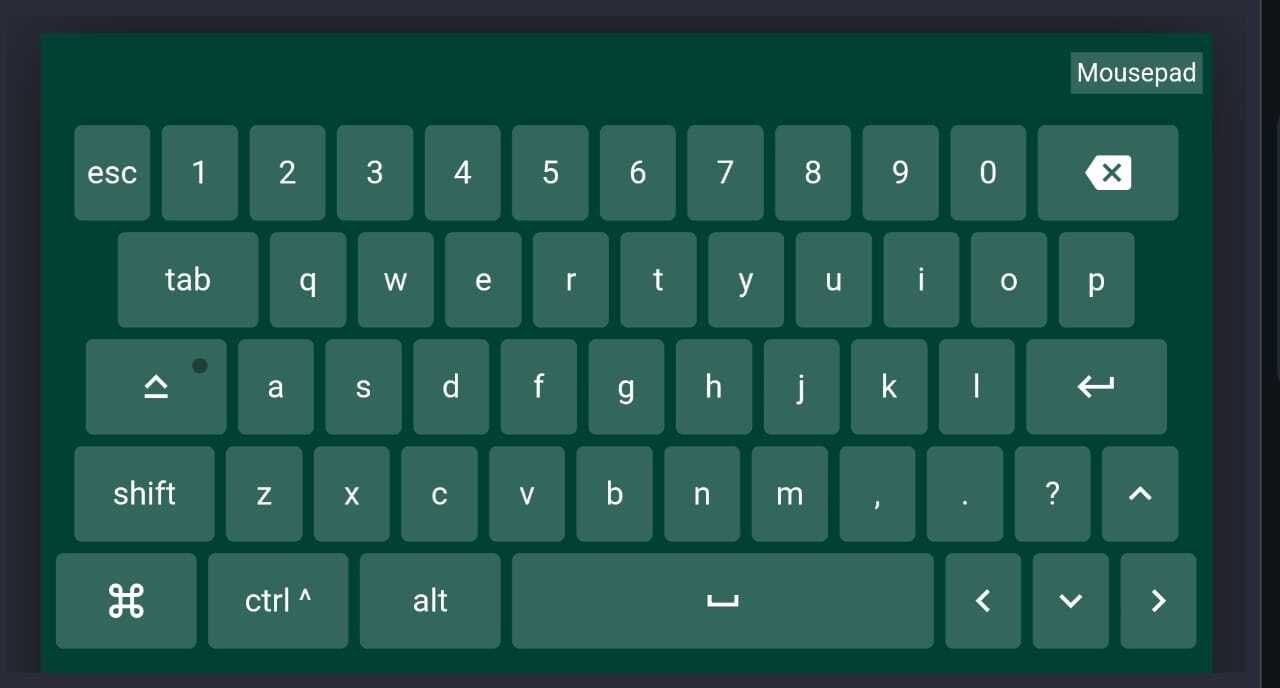 Mousepad
esc 1 2 3 4 5 6 7 8 9 0
tab q w e r t y u i o p
a s d f g h j k l
shift z x c v b n m , . ?
⌘ ctrl ^ alt